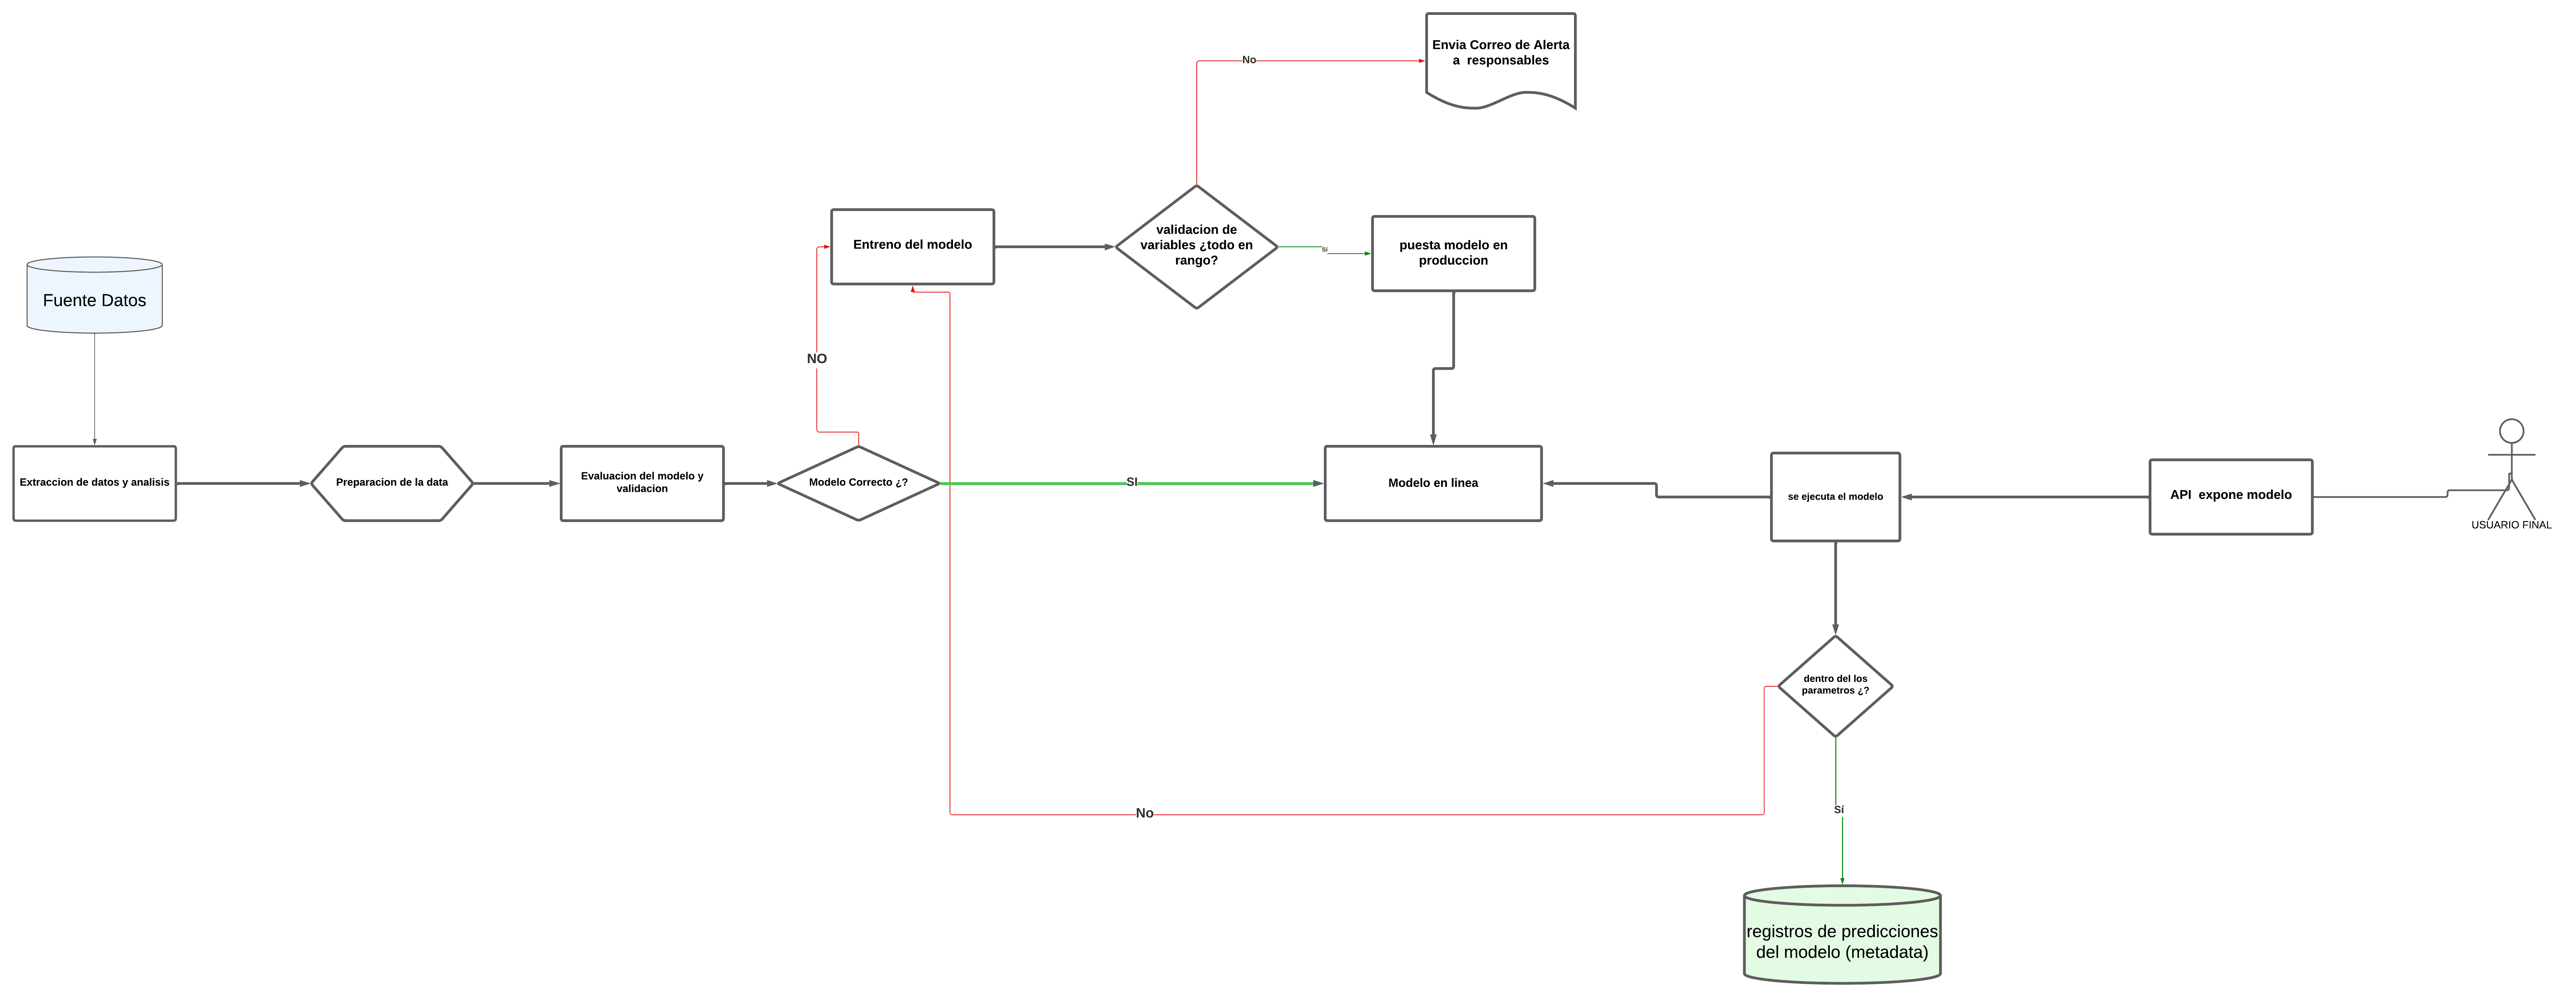 Envia Correo de Alerta
a  responsables
No
Entreno del modelo
validacion de
variables ¿todo en
rango?
sí
puesta modelo en
produccion
Fuente Datos
NO
Extraccion de datos y analisis
Preparacion de la data
Evaluacion del modelo y
validacion
Modelo Correcto ¿?
SI
Modelo en linea
se ejecuta el modelo
API  expone modelo
USUARIO FINAL
dentro del los
parametros ¿?
No
Sí
registros de predicciones
del modelo (metadata)